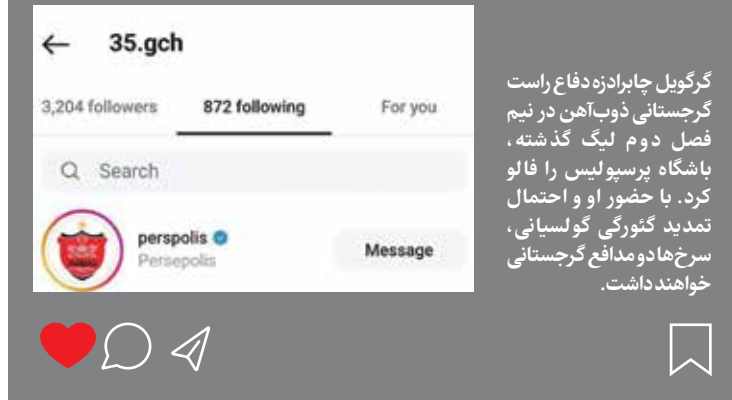 35.gch
3,204 followers
872 following
For you
Search
perspolis
Persepolis
Message
گرگویل چابرادزه دفاع راست
گرجستانی ذوب‌آهن در نیم
فصل دوم لیگ گذشته،
باشگاه پرسپولیس را فالو
کرد. با حضور او و احتمال
تمدید گئورگی گولسیانی،
سرخ‌ها دو مدافع گرجستانی
خواهند داشت.